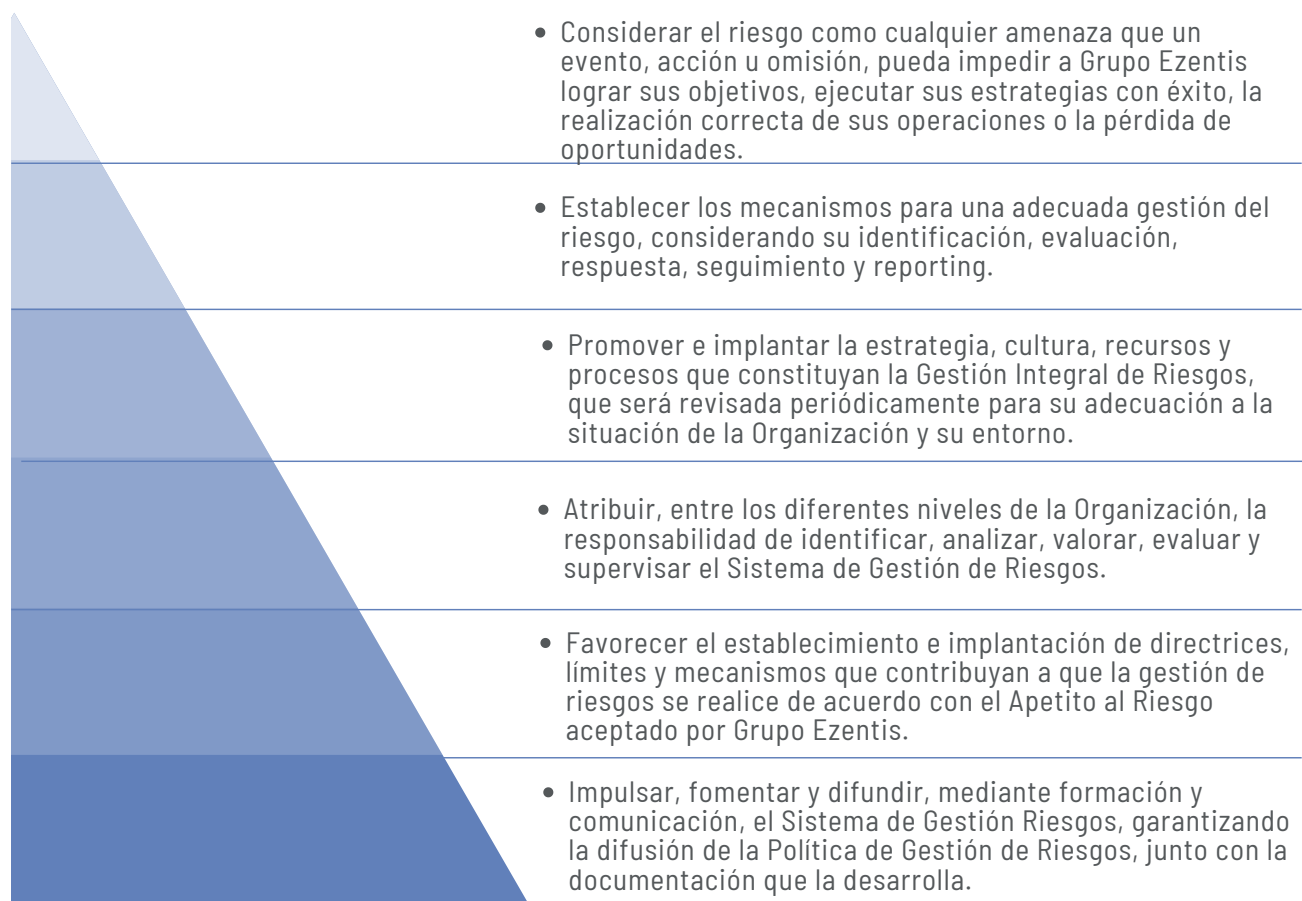 • Considerar el riesgo como cualquier amenaza que un
evento, acción u omisión, pueda impedir a Grupo Ezentis
lograr sus objetivos, ejecutar sus estrategias con éxito, la
realización correcta de sus operaciones o la pérdida de
oportunidades.
• Establecer los mecanismos para una adecuada gestión del
riesgo, considerando su identificación, evaluación,
respuesta, seguimiento y reporting.
• Promover e implantar la estrategia, cultura, recursos y
procesos que constituyan la Gestión Integral de Riesgos,
que será revisada periódicamente para su adecuación a la
situación de la Organización y su entorno.
• Atribuir, entre los diferentes niveles de la Organización, la
responsabilidad de identificar, analizar, valorar, evaluar y
supervisar el Sistema de Gestión de Riesgos.
• Favorecer el establecimiento e implantación de directrices,
límites y mecanismos que contribuyan a que la gestión de
riesgos se realice de acuerdo con el Apetito al Riesgo
aceptado por Grupo Ezentis.
• Impulsar, fomentar y difundir, mediante formación y
comunicación, el Sistema de Gestión Riesgos, garantizando
la difusión de la Política de Gestión de Riesgos, junto con la
documentación que la desarrolla.